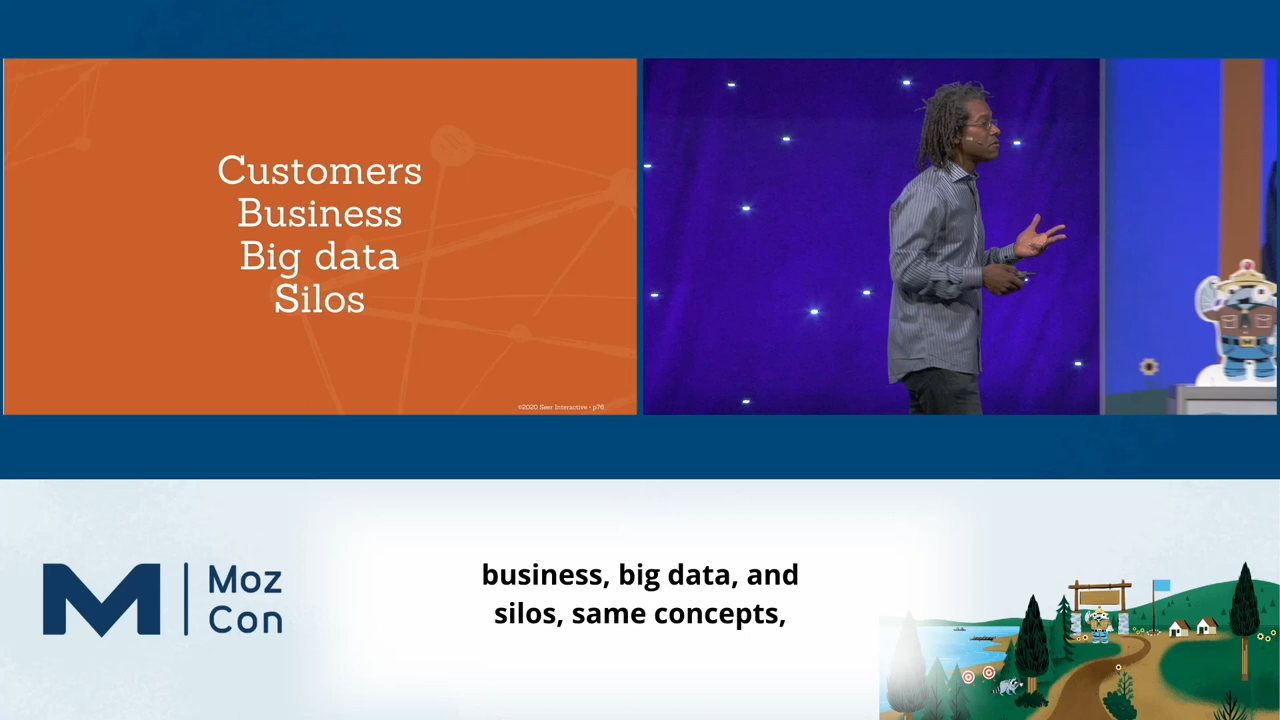 Customers
Business
Big data
Silos
©2020 Seer Interactive - p76
Moz
Con
business, big data, and
silos, same concepts,